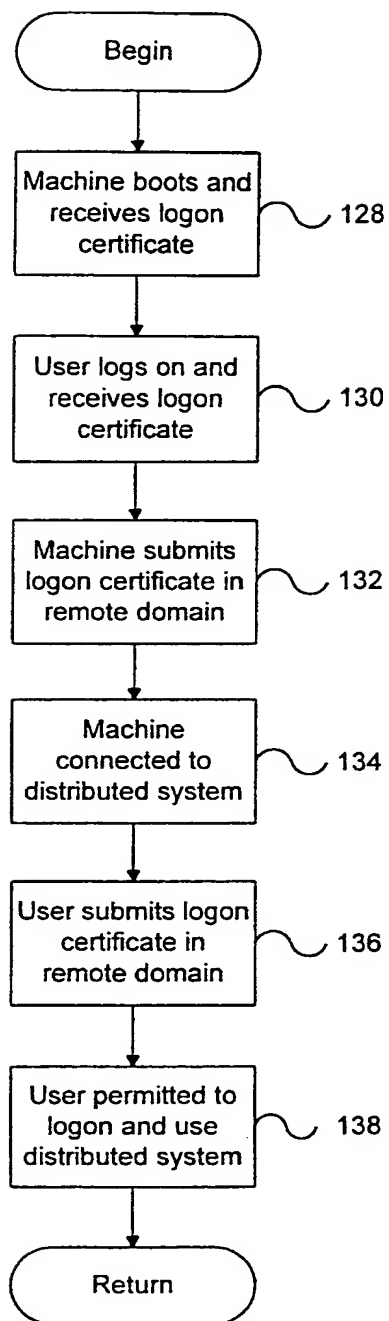 Begin
Machine boots and
receives logon
certificate
128
User logs on and
receives logon
certificate
130
Machine submits
logon certificate in
remote domain
132
Machine
connected to
distributed system
134
User submits logon
certificate in
remote domain
136
User permitted to
logon and use
distributed system
138
Return